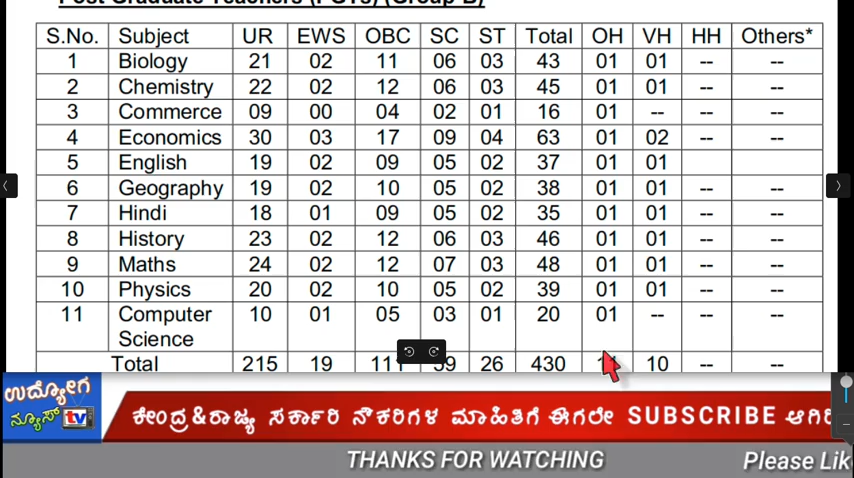 Post Graduate Teachers (PGTs) (Group-B)
S.No. Subject UR EWS OBC SC ST Total OH VH HH Others*
1 Biology 21 02 11 06 03 43 01 01 -- --
2 Chemistry 22 02 12 06 03 45 01 01 -- --
3 Commerce 09 00 04 02 01 16 01 -- -- --
4 Economics 30 03 17 09 04 63 01 02 -- --
5 English 19 02 09 05 02 37 01 01
6 Geography 19 02 10 05 02 38 01 01 -- --
7 Hindi 18 01 09 05 02 35 01 01 -- --
8 History 23 02 12 06 03 46 01 01 -- --
9 Maths 24 02 12 07 03 48 01 01 -- --
10 Physics 20 02 10 05 02 39 01 01 -- --
11 Computer 10 01 05 03 01 20 01 -- -- --
Science
Total 215 19 111 59 26 430 10 -- --
ಉದ್ಯೋಗ
ನ್ಯೂಸ್ tv
ಕೇಂದ್ರ&ರಾಜ್ಯ ಸರ್ಕಾರಿ ನೌಕರಿಗಳ ಮಾಹಿತಿಗೆ ಈಗಲೇ SUBSCRIBE ಆಗಿರಿ
THANKS FOR WATCHING Please Lik